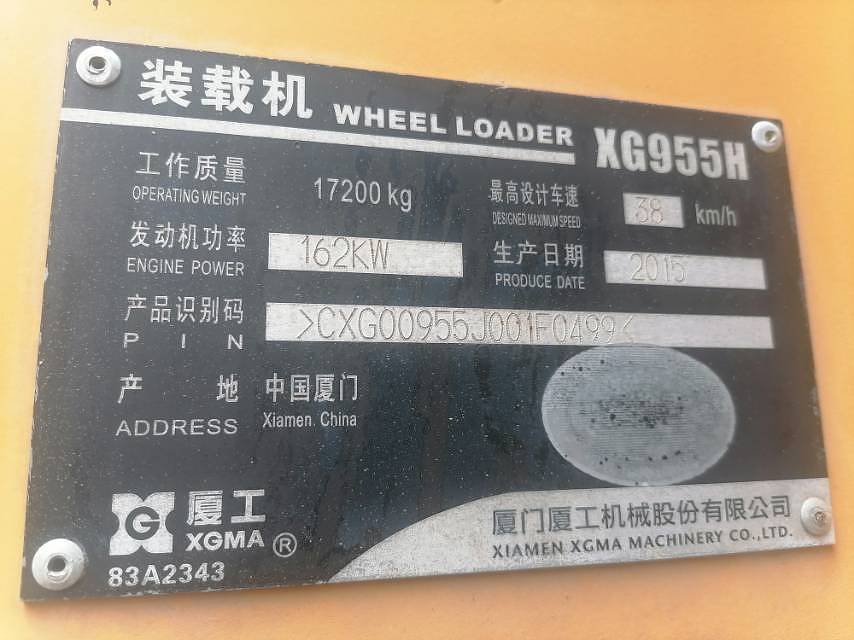 装载机 WHEEL LOADER XG955H
工作质量 17200 kg 最高设计车速 38 km/h
OPERATING WEIGHT DESIGNED MAXIMUM SPEED
发动机功率 162KW 生产日期 2015
ENGINE POWER PRODUCE DATE
产品识别码 >CXG00955J001F0499<
PIN
产地 中国厦门
ADDRESS Xiamen. China
厦工
XGMA ®
83A2343
厦门厦工机械股份有限公司
XIAMEN XGMA MACHINERY CO.,LTD.